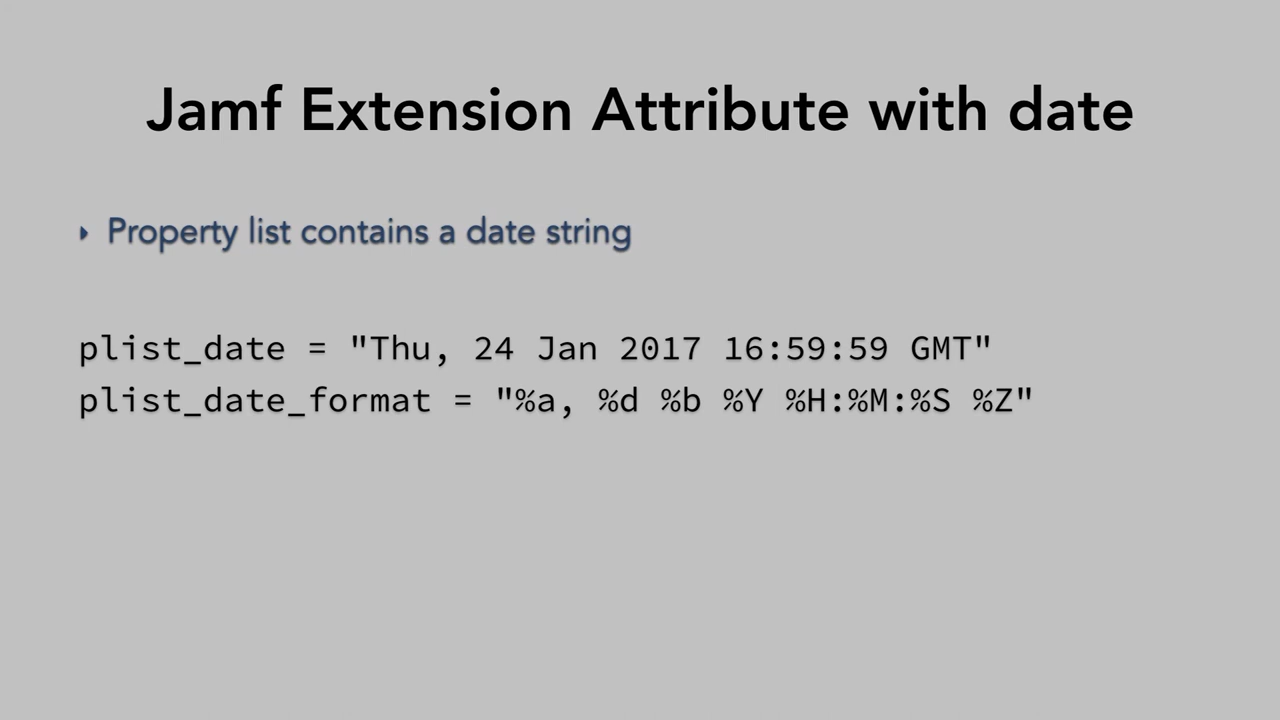 Jamf Extension Attribute with date
‣ Property list contains a date string
plist_date = "Thu, 24 Jan 2017 16:59:59 GMT"
plist_date_format = "%a, %d %b %Y %H:%M:%S %Z"